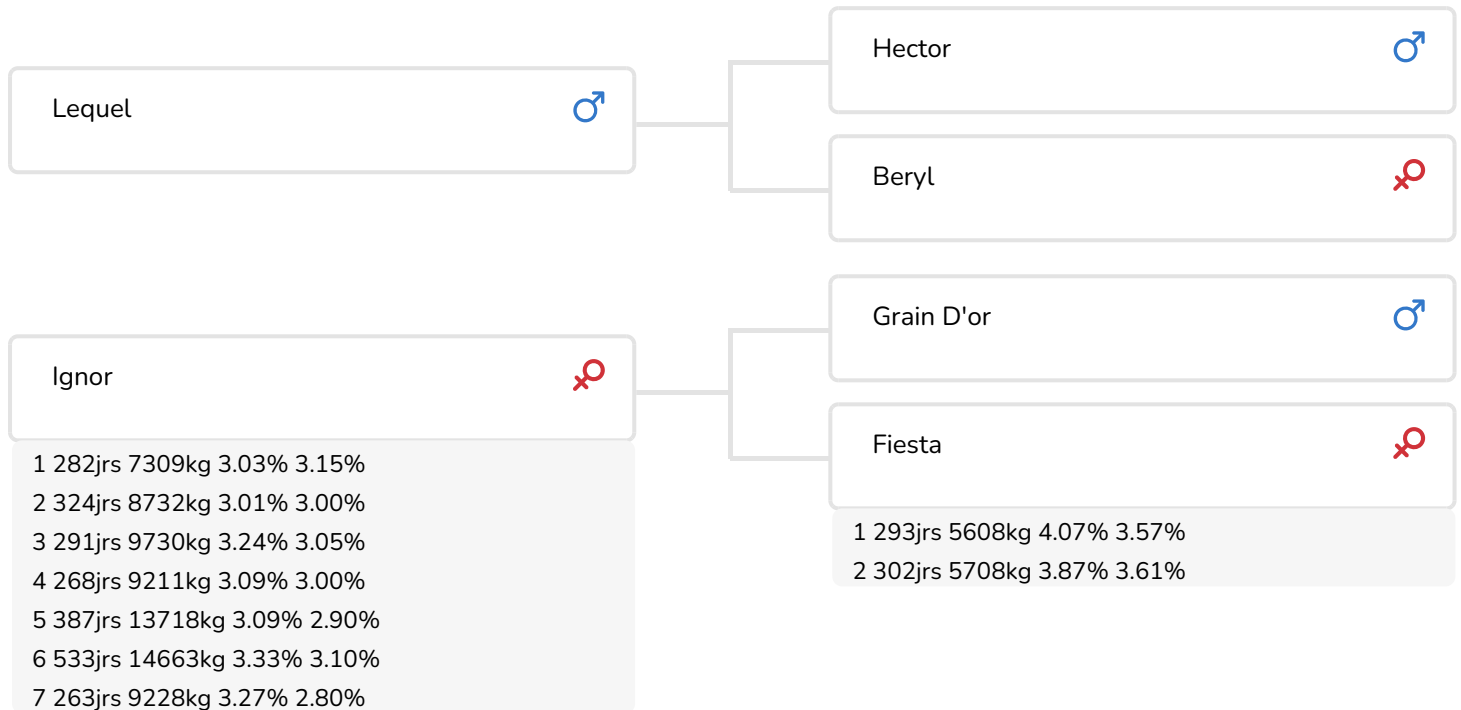 Lequel
Hector
Beryl
Ignor
1 282jrs 7309kg 3.03% 3.15%
2 324jrs 8732kg 3.01% 3.00%
3 291jrs 9730kg 3.24% 3.05%
4 268jrs 9211kg 3.09% 3.00%
5 387jrs 13718kg 3.09% 2.90%
6 533jrs 14663kg 3.33% 3.10%
7 263jrs 9228kg 3.27% 2.80%
Grain D'or
Fiesta
1 293jrs 5608kg 4.07% 3.57%
2 302jrs 5708kg 3.87% 3.61%